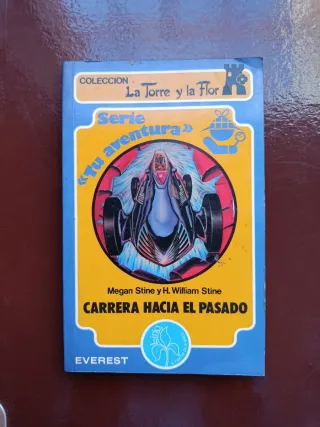 COLECCION
La Torre y la Flor
Serie
«Tu aventura»
Megan Stine y H. William Stine
CARRERA HACIA EL PASADO
EVEREST